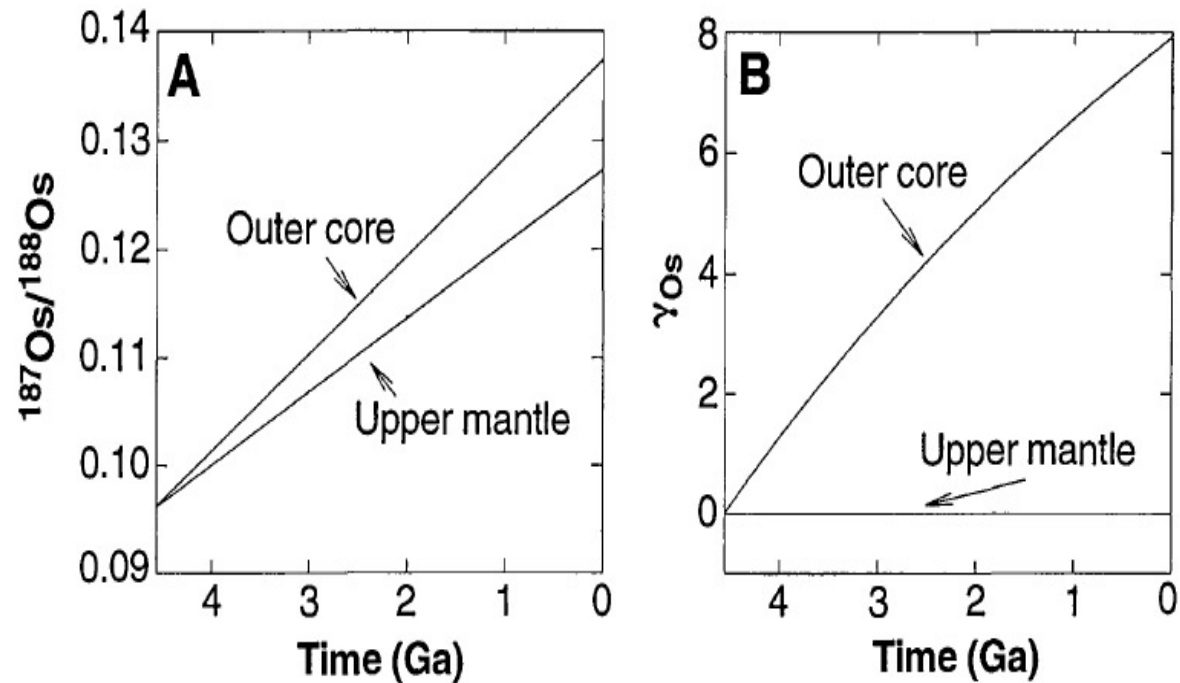 A
¹⁸⁷Os/¹⁸⁸Os
0.14
0.13
0.12
0.11
0.10
0.09
Outer core
Upper mantle
4 3 2 1 0
Time (Ga)
B
γOs
8
6
4
2
0
Outer core
Upper mantle
4 3 2 1 0
Time (Ga)